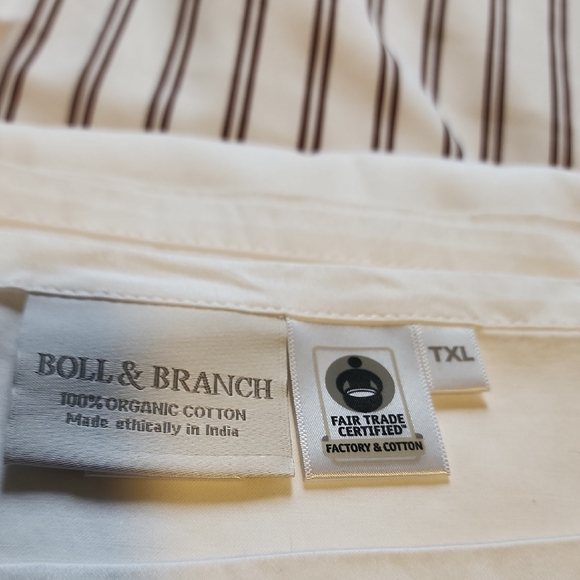 BOLL & BRANCH
100% ORGANIC COTTON
Made ethically in India
FAIR TRADE
CERTIFIED
FACTORY & COTTON
TXL